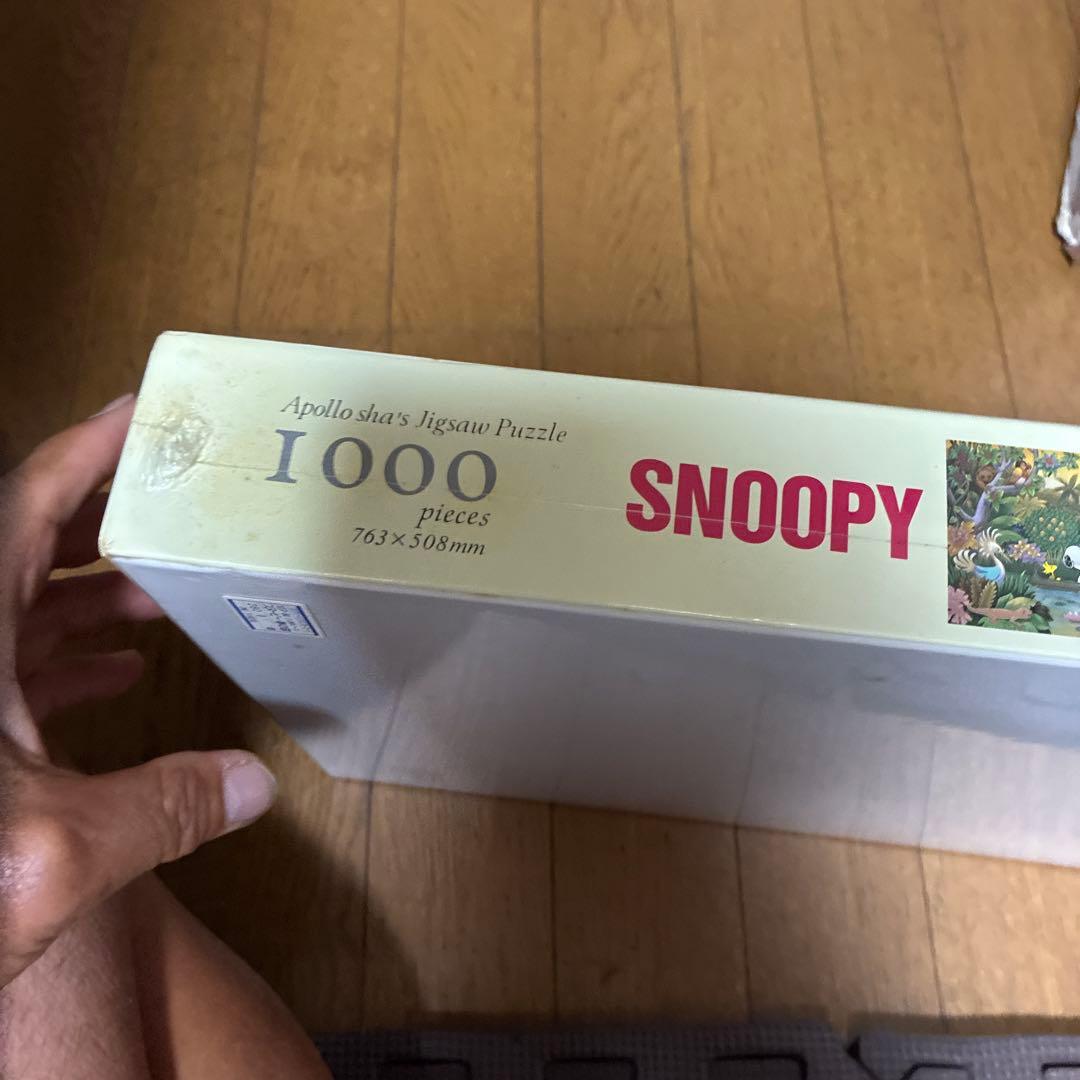 Apollo sha's Jigsaw Puzzle
1000
pieces
763×508mm
SNOOPY